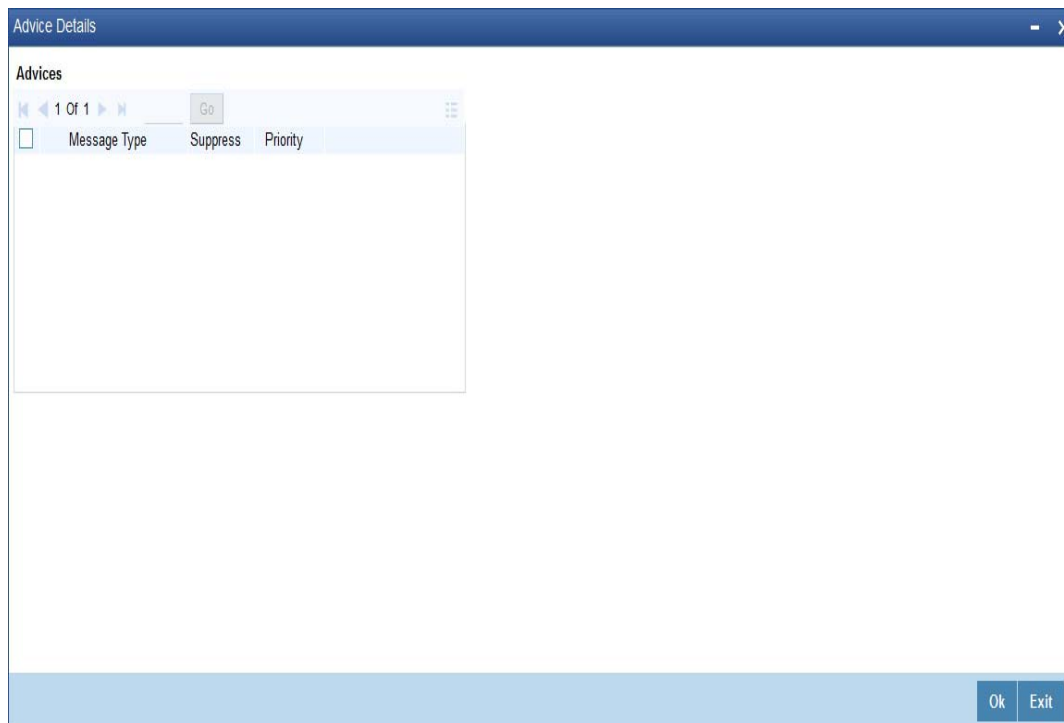 Advice Details
Advices
1 Of 1 Go
Message Type Suppress Priority
Ok Exit